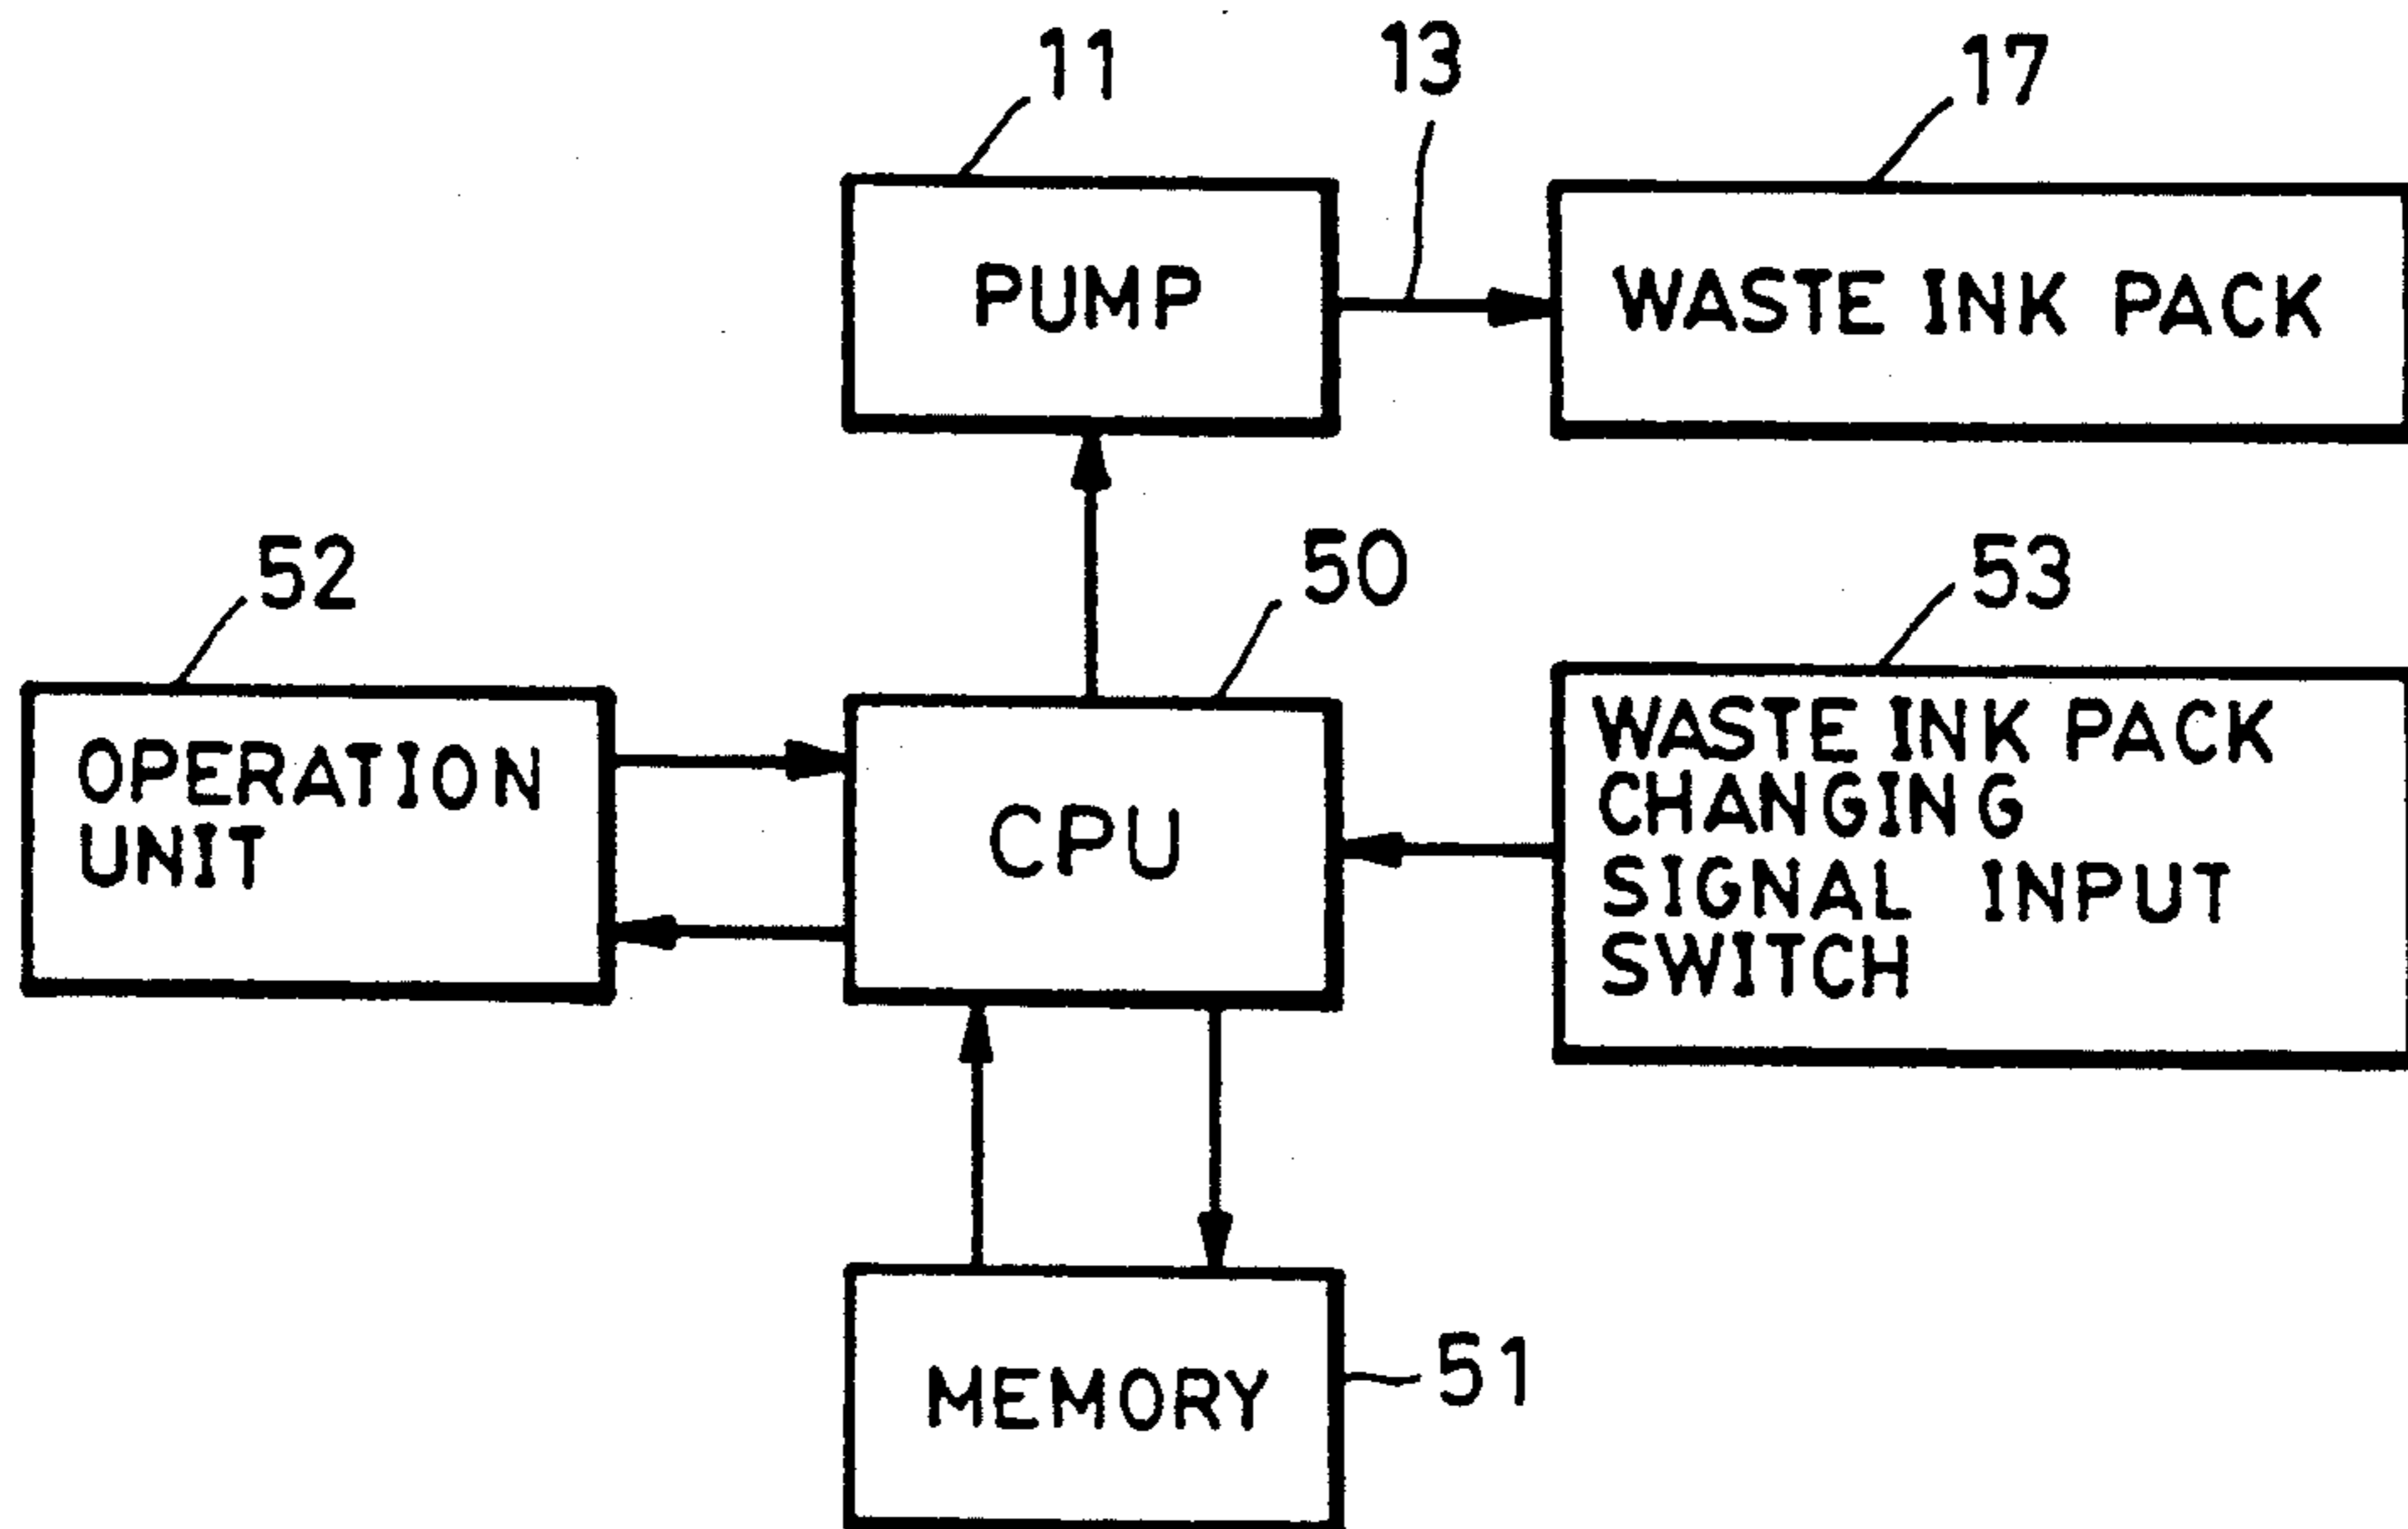 11
13
17
PUMP
WASTE INK PACK
52
50
53
OPERATION
UNIT
CPU
WASTE INK PACK
CHANGING
SIGNAL INPUT
SWITCH
MEMORY
51